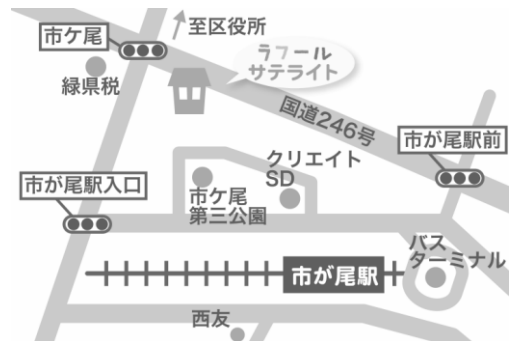 至区役所
市ケ尾
ラフール
サテライト
緑県税
国道246号
市が尾駅前
クリエイト
SD
市が尾駅入口
市ケ尾
第三公園
バス
ターミナル
市が尾駅
西友